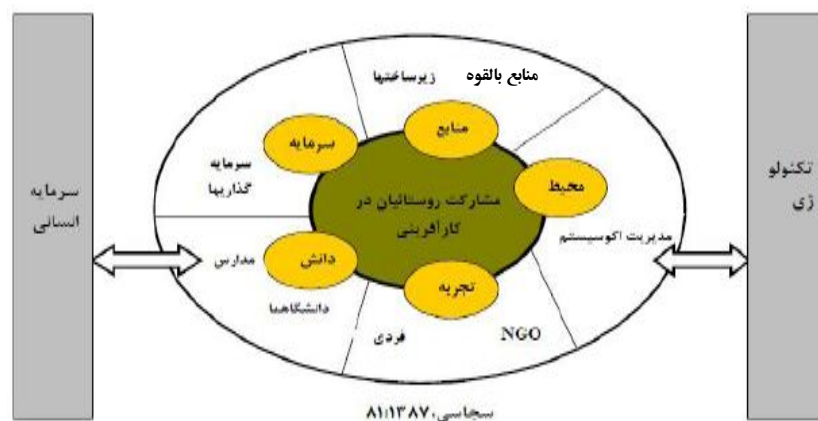 منابع بالقوه
زیرساختها
منابع
سرمایه
سرمایه
گذاریها
محیط
مشارکت روستائیان در
کارآفرینی
مدیریت اکوسیستم
دانش
مدارس
دانشگاهها
تجربه
فردی
NGO
تکنولو
ژی
سرمایه
انسانی
سجاسی،۸۱:۱۳۸۷